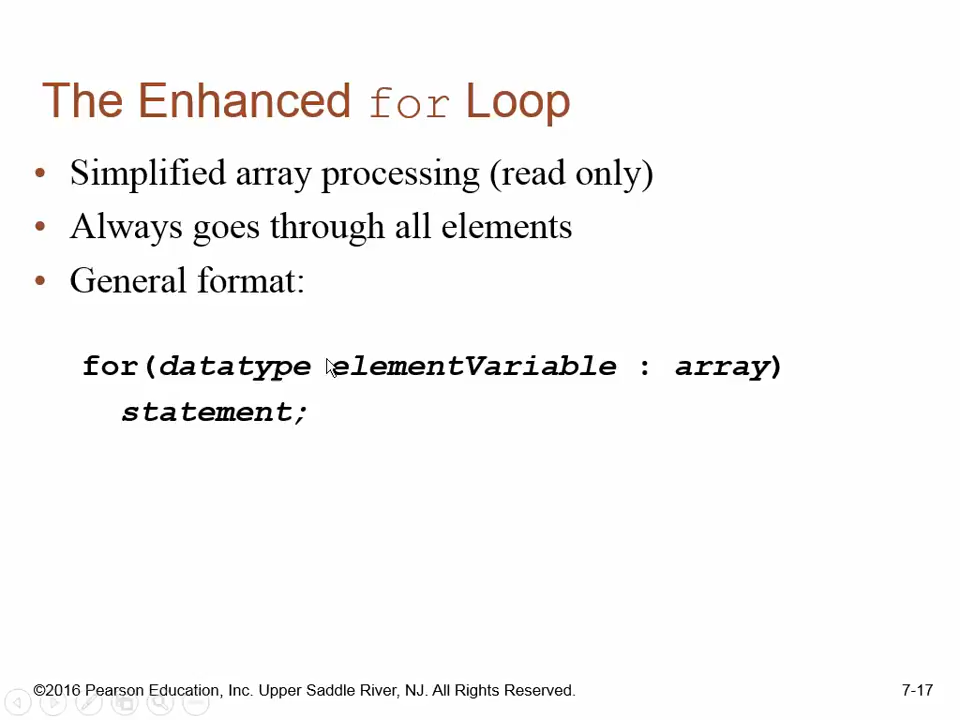 The Enhanced for Loop
• Simplified array processing (read only)
• Always goes through all elements
• General format:
for(datatype elementVariable : array)
statement;
©2016 Pearson Education, Inc. Upper Saddle River, NJ. All Rights Reserved.
7-17